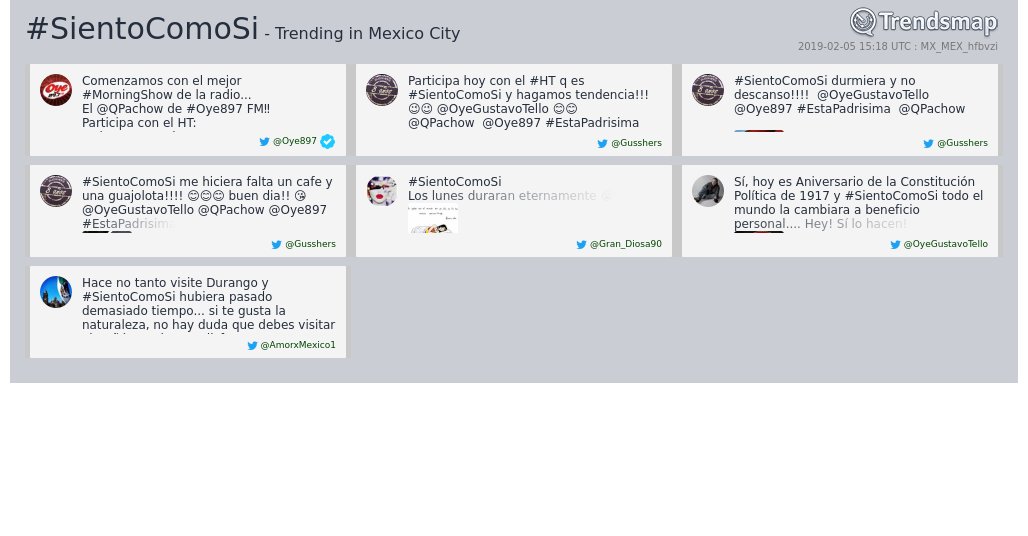 #SientoComoSi - Trending in Mexico City
Trendsmap
2019-02-05 15:18 UTC : MX_MEX_hfbvzi
Comenzamos con el mejor
#MorningShow de la radio...
El @QPachow de #Oye897 FM!!
Participa con el HT:
@Oye897
Participa hoy con el #HT q es
#SientoComoSi y hagamos tendencia!!!
😉😉 @OyeGustavoTello 😊😊
@QPachow @Oye897 #EstaPadrisima
@Gusshers
#SientoComoSi durmiera y no
descanso!!!! @OyeGustavoTello
@Oye897 #EstaPadrisima @QPachow
@Gusshers
#SientoComoSi me hiciera falta un cafe y
una guajolota!!!! 😊😊😊 buen dia!! 😘
@OyeGustavoTello @QPachow @Oye897
#EstaPadrisima
@Gusshers
#SientoComoSi
Los lunes duraran eternamente
@Gran_Diosa90
Sí, hoy es Aniversario de la Constitución
Política de 1917 y #SientoComoSi todo el
mundo la cambiara a beneficio
personal.... Hey! Sí lo hacen!
@OyeGustavoTello
Hace no tanto visite Durango y
#SientoComoSi hubiera pasado
demasiado tiempo... si te gusta la
naturaleza, no hay duda que debes visitar
@AmorxMexico1